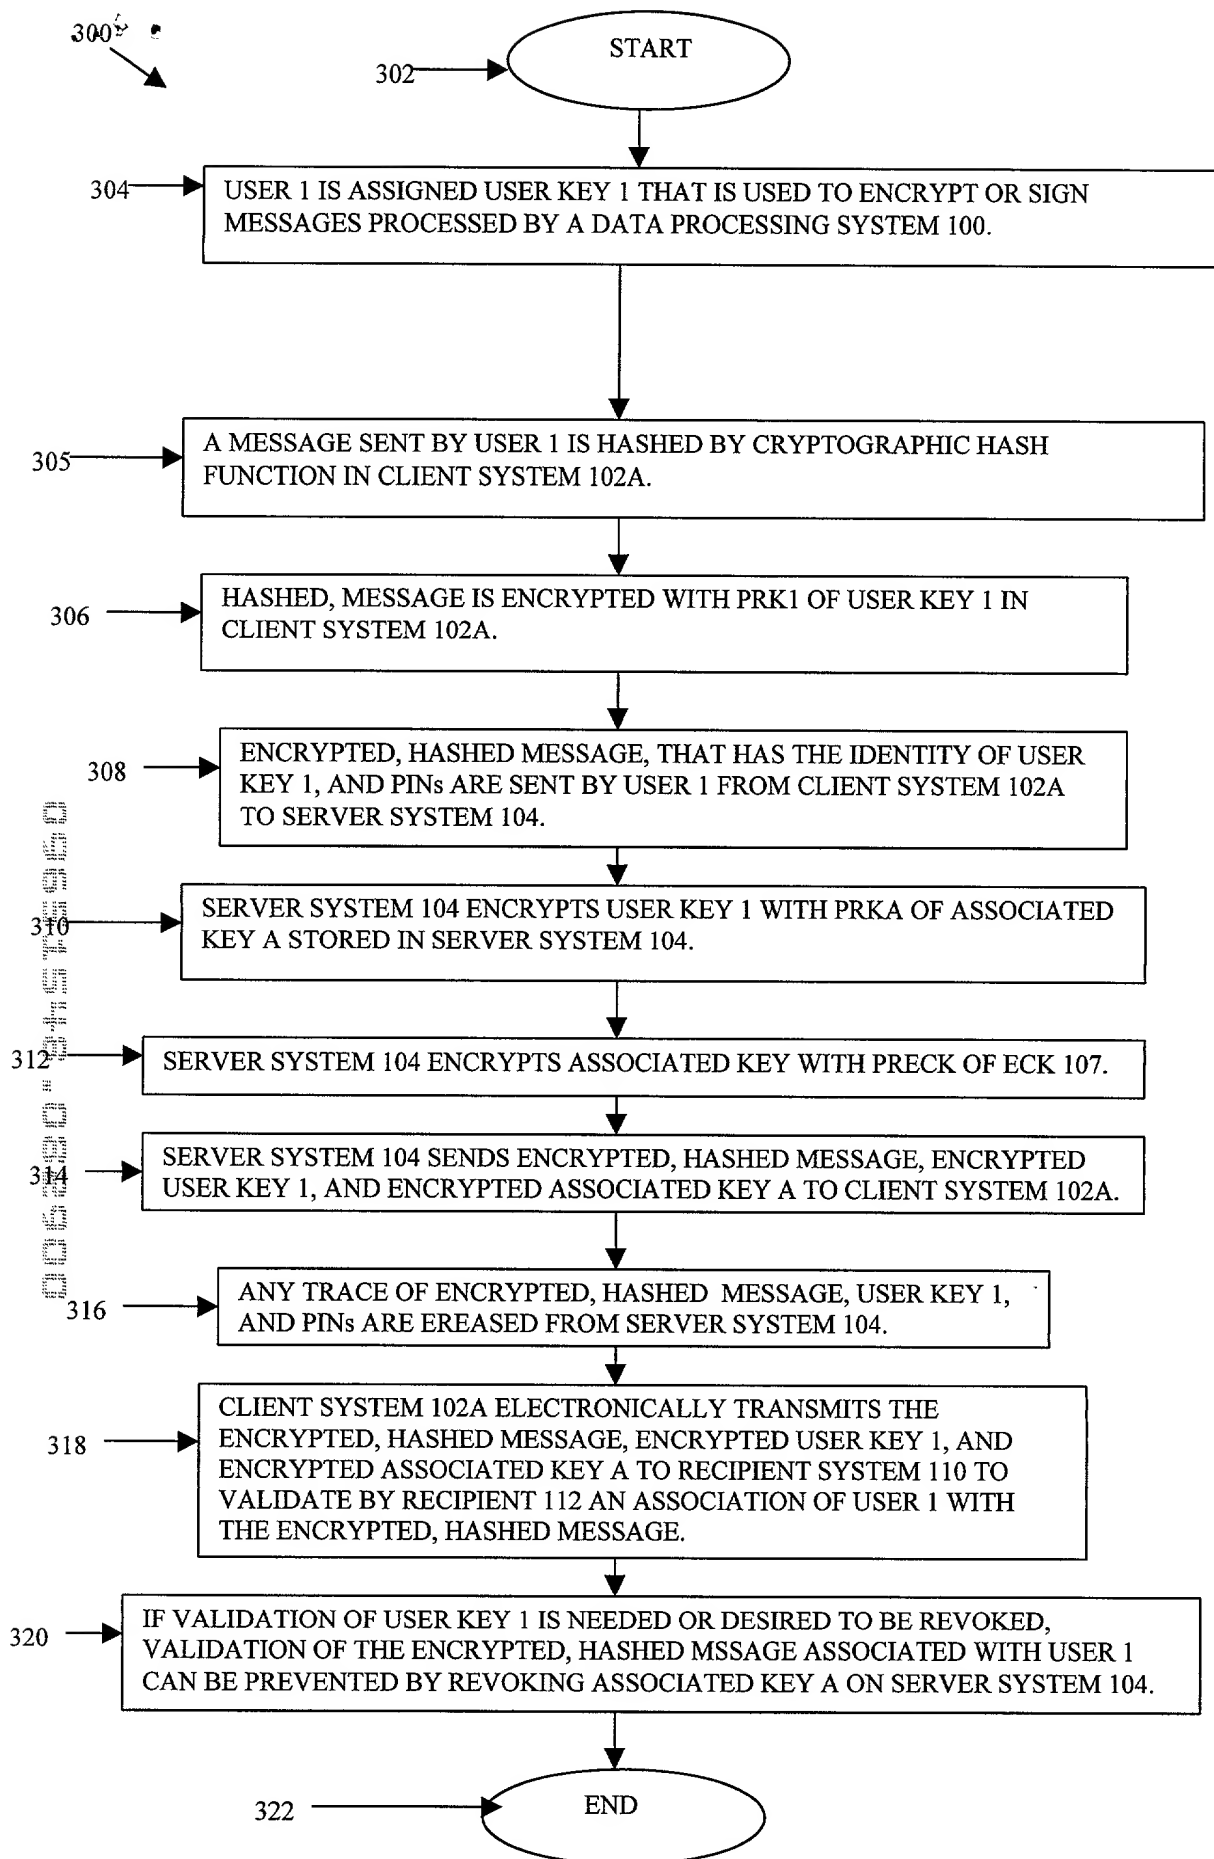 300
START
302
304
USER 1 IS ASSIGNED USER KEY 1 THAT IS USED TO ENCRYPT OR SIGN
MESSAGES PROCESSED BY A DATA PROCESSING SYSTEM 100.
305
A MESSAGE SENT BY USER 1 IS HASHED BY CRYPTOGRAPHIC HASH
FUNCTION IN CLIENT SYSTEM 102A.
306
HASHED, MESSAGE IS ENCRYPTED WITH PRK1 OF USER KEY 1 IN
CLIENT SYSTEM 102A.
308
ENCRYPTED, HASHED MESSAGE, THAT HAS THE IDENTITY OF USER
KEY 1, AND PINs ARE SENT BY USER 1 FROM CLIENT SYSTEM 102A
TO SERVER SYSTEM 104.
310
SERVER SYSTEM 104 ENCRYPTS USER KEY 1 WITH PRKA OF ASSOCIATED
KEY A STORED IN SERVER SYSTEM 104.
312
SERVER SYSTEM 104 ENCRYPTS ASSOCIATED KEY WITH PRECK OF ECK 107.
314
SERVER SYSTEM 104 SENDS ENCRYPTED, HASHED MESSAGE, ENCRYPTED
USER KEY 1, AND ENCRYPTED ASSOCIATED KEY A TO CLIENT SYSTEM 102A.
316
ANY TRACE OF ENCRYPTED, HASHED MESSAGE, USER KEY 1,
AND PINs ARE EREASED FROM SERVER SYSTEM 104.
318
CLIENT SYSTEM 102A ELECTRONICALLY TRANSMITS THE
ENCRYPTED, HASHED MESSAGE, ENCRYPTED USER KEY 1, AND
ENCRYPTED ASSOCIATED KEY A TO RECIPIENT SYSTEM 110 TO
VALIDATE BY RECIPIENT 112 AN ASSOCIATION OF USER 1 WITH
THE ENCRYPTED, HASHED MESSAGE.
320
IF VALIDATION OF USER KEY 1 IS NEEDED OR DESIRED TO BE REVOKED,
VALIDATION OF THE ENCRYPTED, HASHED MSSAGE ASSOCIATED WITH USER 1
CAN BE PREVENTED BY REVOKING ASSOCIATED KEY A ON SERVER SYSTEM 104.
322
END